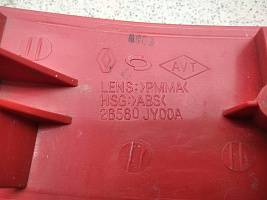 AVT
LENS:>PMMA<
HSG:>ABS<
26580 JY00A